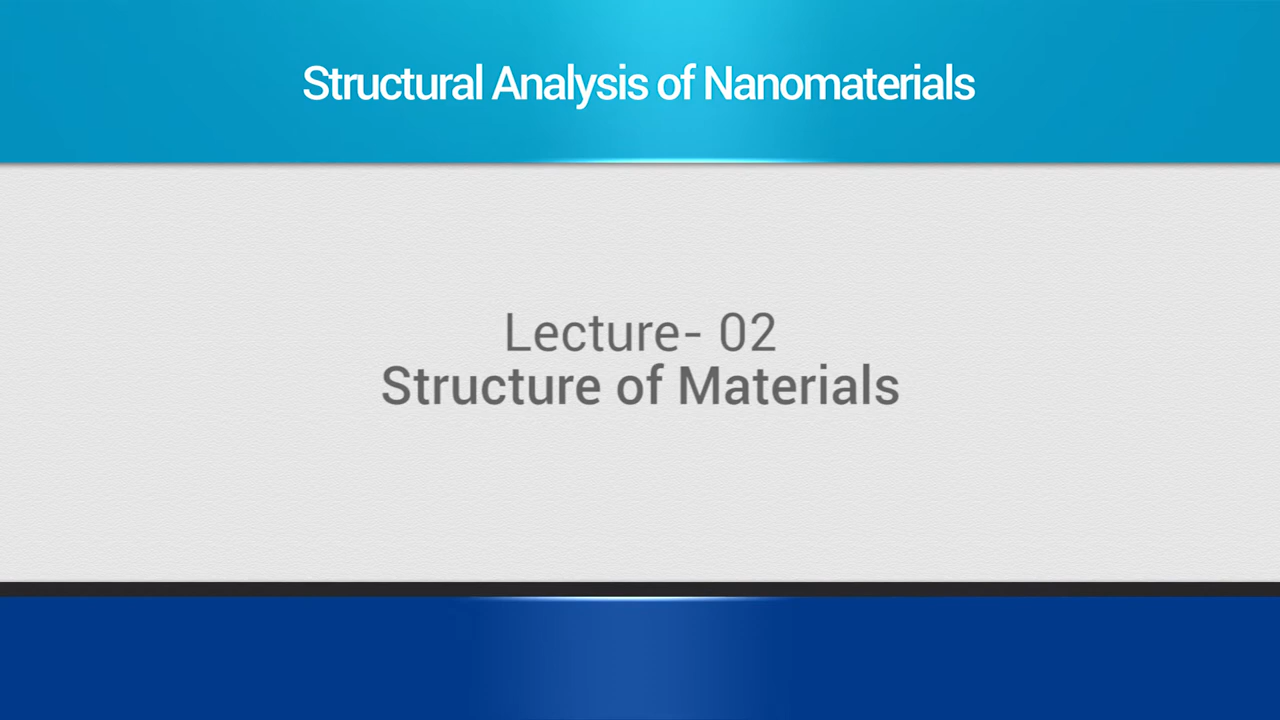 Structural Analysis of Nanomaterials
Lecture- 02
Structure of Materials